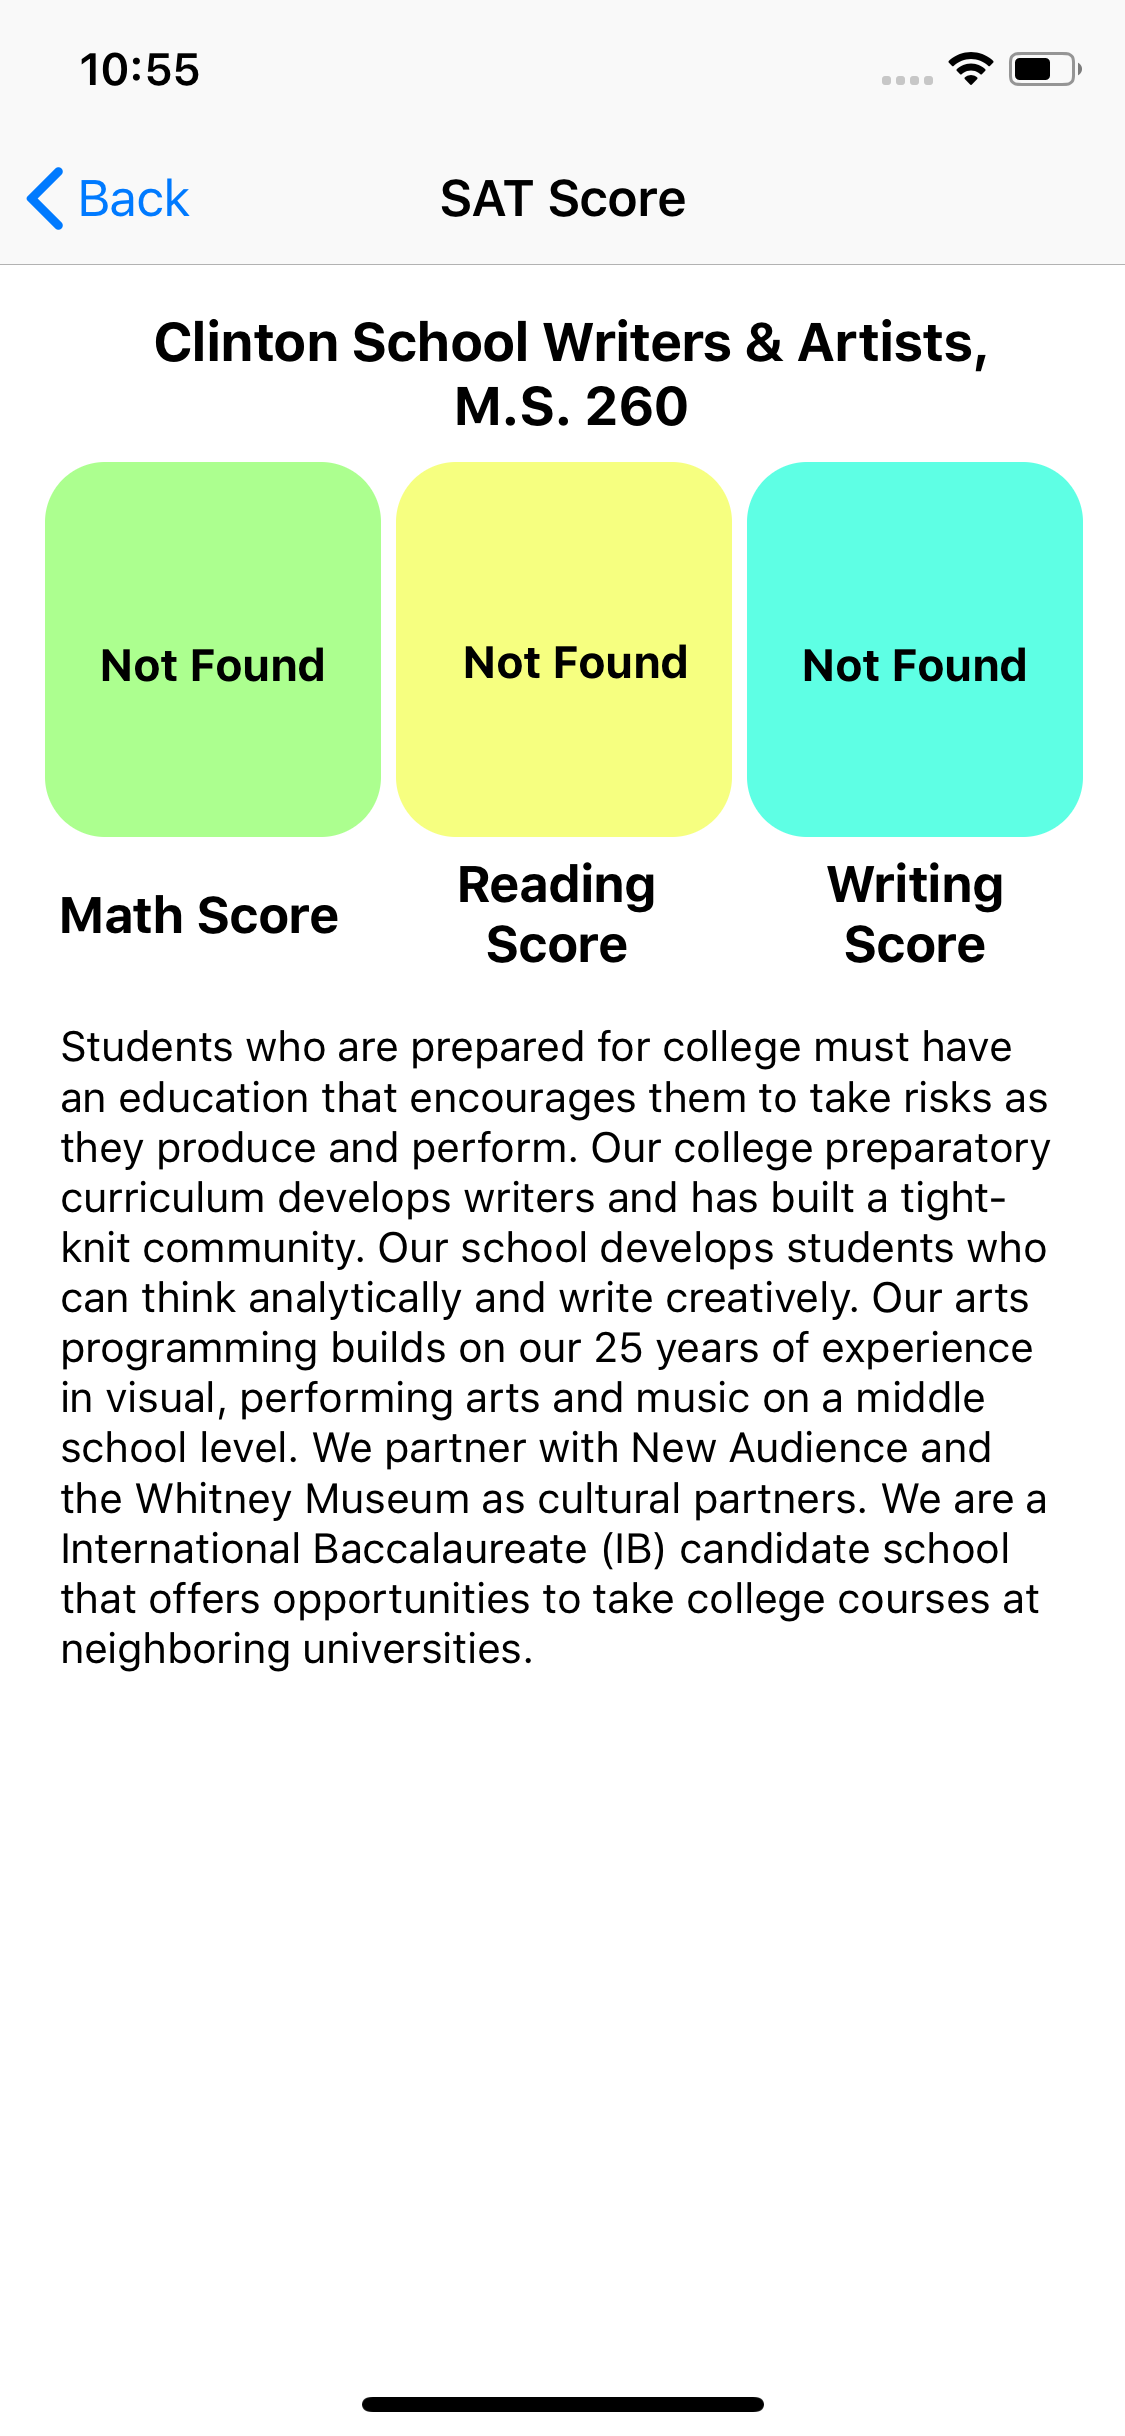 10:55
Back
SAT Score
Clinton School Writers & Artists,
M.S. 260
Not Found
Not Found
Not Found
Math Score
Reading
Score
Writing
Score
Students who are prepared for college must have
an education that encourages them to take risks as
they produce and perform. Our college preparatory
curriculum develops writers and has built a tight-
knit community. Our school develops students who
can think analytically and write creatively. Our arts
programming builds on our 25 years of experience
in visual, performing arts and music on a middle
school level. We partner with New Audience and
the Whitney Museum as cultural partners. We are a
International Baccalaureate (IB) candidate school
that offers opportunities to take college courses at
neighboring universities.